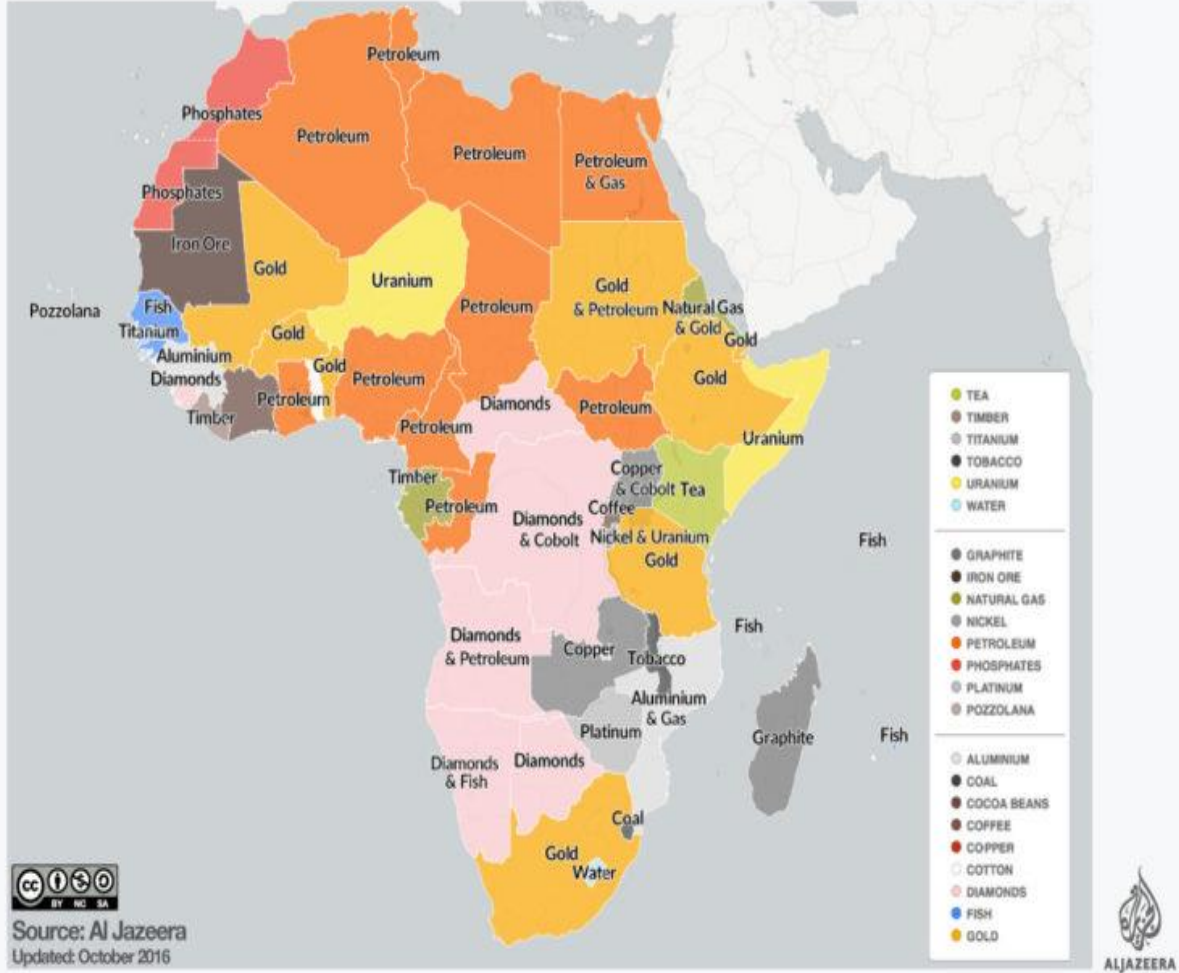 Petroleum
Phosphates
Petroleum
Petroleum
Petroleum
& Gas
Phosphates
Iron Ore
Gold
Uranium
Gold
& Petroleum
Natural Gas
& Gold
Pozzolana
Fish
Petroleum
Titanium
Gold
Gold
Aluminium
Gold
Diamonds
Petroleum
Gold
Diamonds
Petroleum
Petroleum
Timber
Petroleum
Uranium
Copper
& Cobolt
Tea
Timber
Petroleum
Coffee
Diamonds
& Cobolt
Nickel & Uranium
Fish
Gold
Fish
Diamonds
& Petroleum
Copper
Tobacco
Aluminium
& Gas
Platinum
Graphite
Fish
Diamonds
& Fish
Diamonds
Coal
Gold
Water
TEA
TIMBER
TITANIUM
TOBACCO
URANIUM
WATER
GRAPHITE
IRON ORE
NATURAL GAS
NICKEL
PETROLEUM
PHOSPHATES
PLATINUM
POZZOLANA
ALUMINIUM
COAL
COCOA BEANS
COFFEE
COPPER
COTTON
DIAMONDS
FISH
GOLD
cc
BY NC SA
Source: Al Jazeera
Updated: October 2016
ALJAZEERA